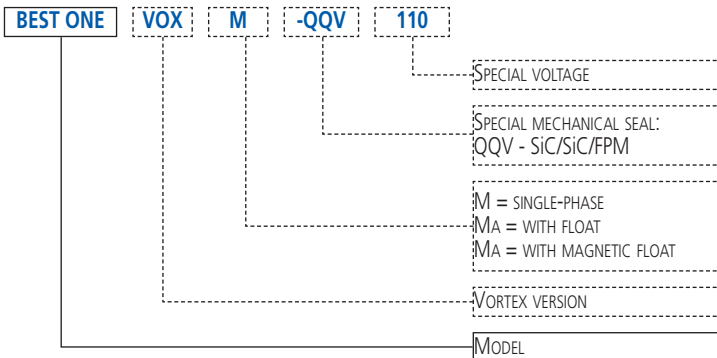 BEST ONE VOX M -QQV 110
SPECIAL VOLTAGE
SPECIAL MECHANICAL SEAL:
QQV - SiC/SiC/FPM
M = SINGLE-PHASE
MA = WITH FLOAT
MA = WITH MAGNETIC FLOAT
VORTEX VERSION
MODEL